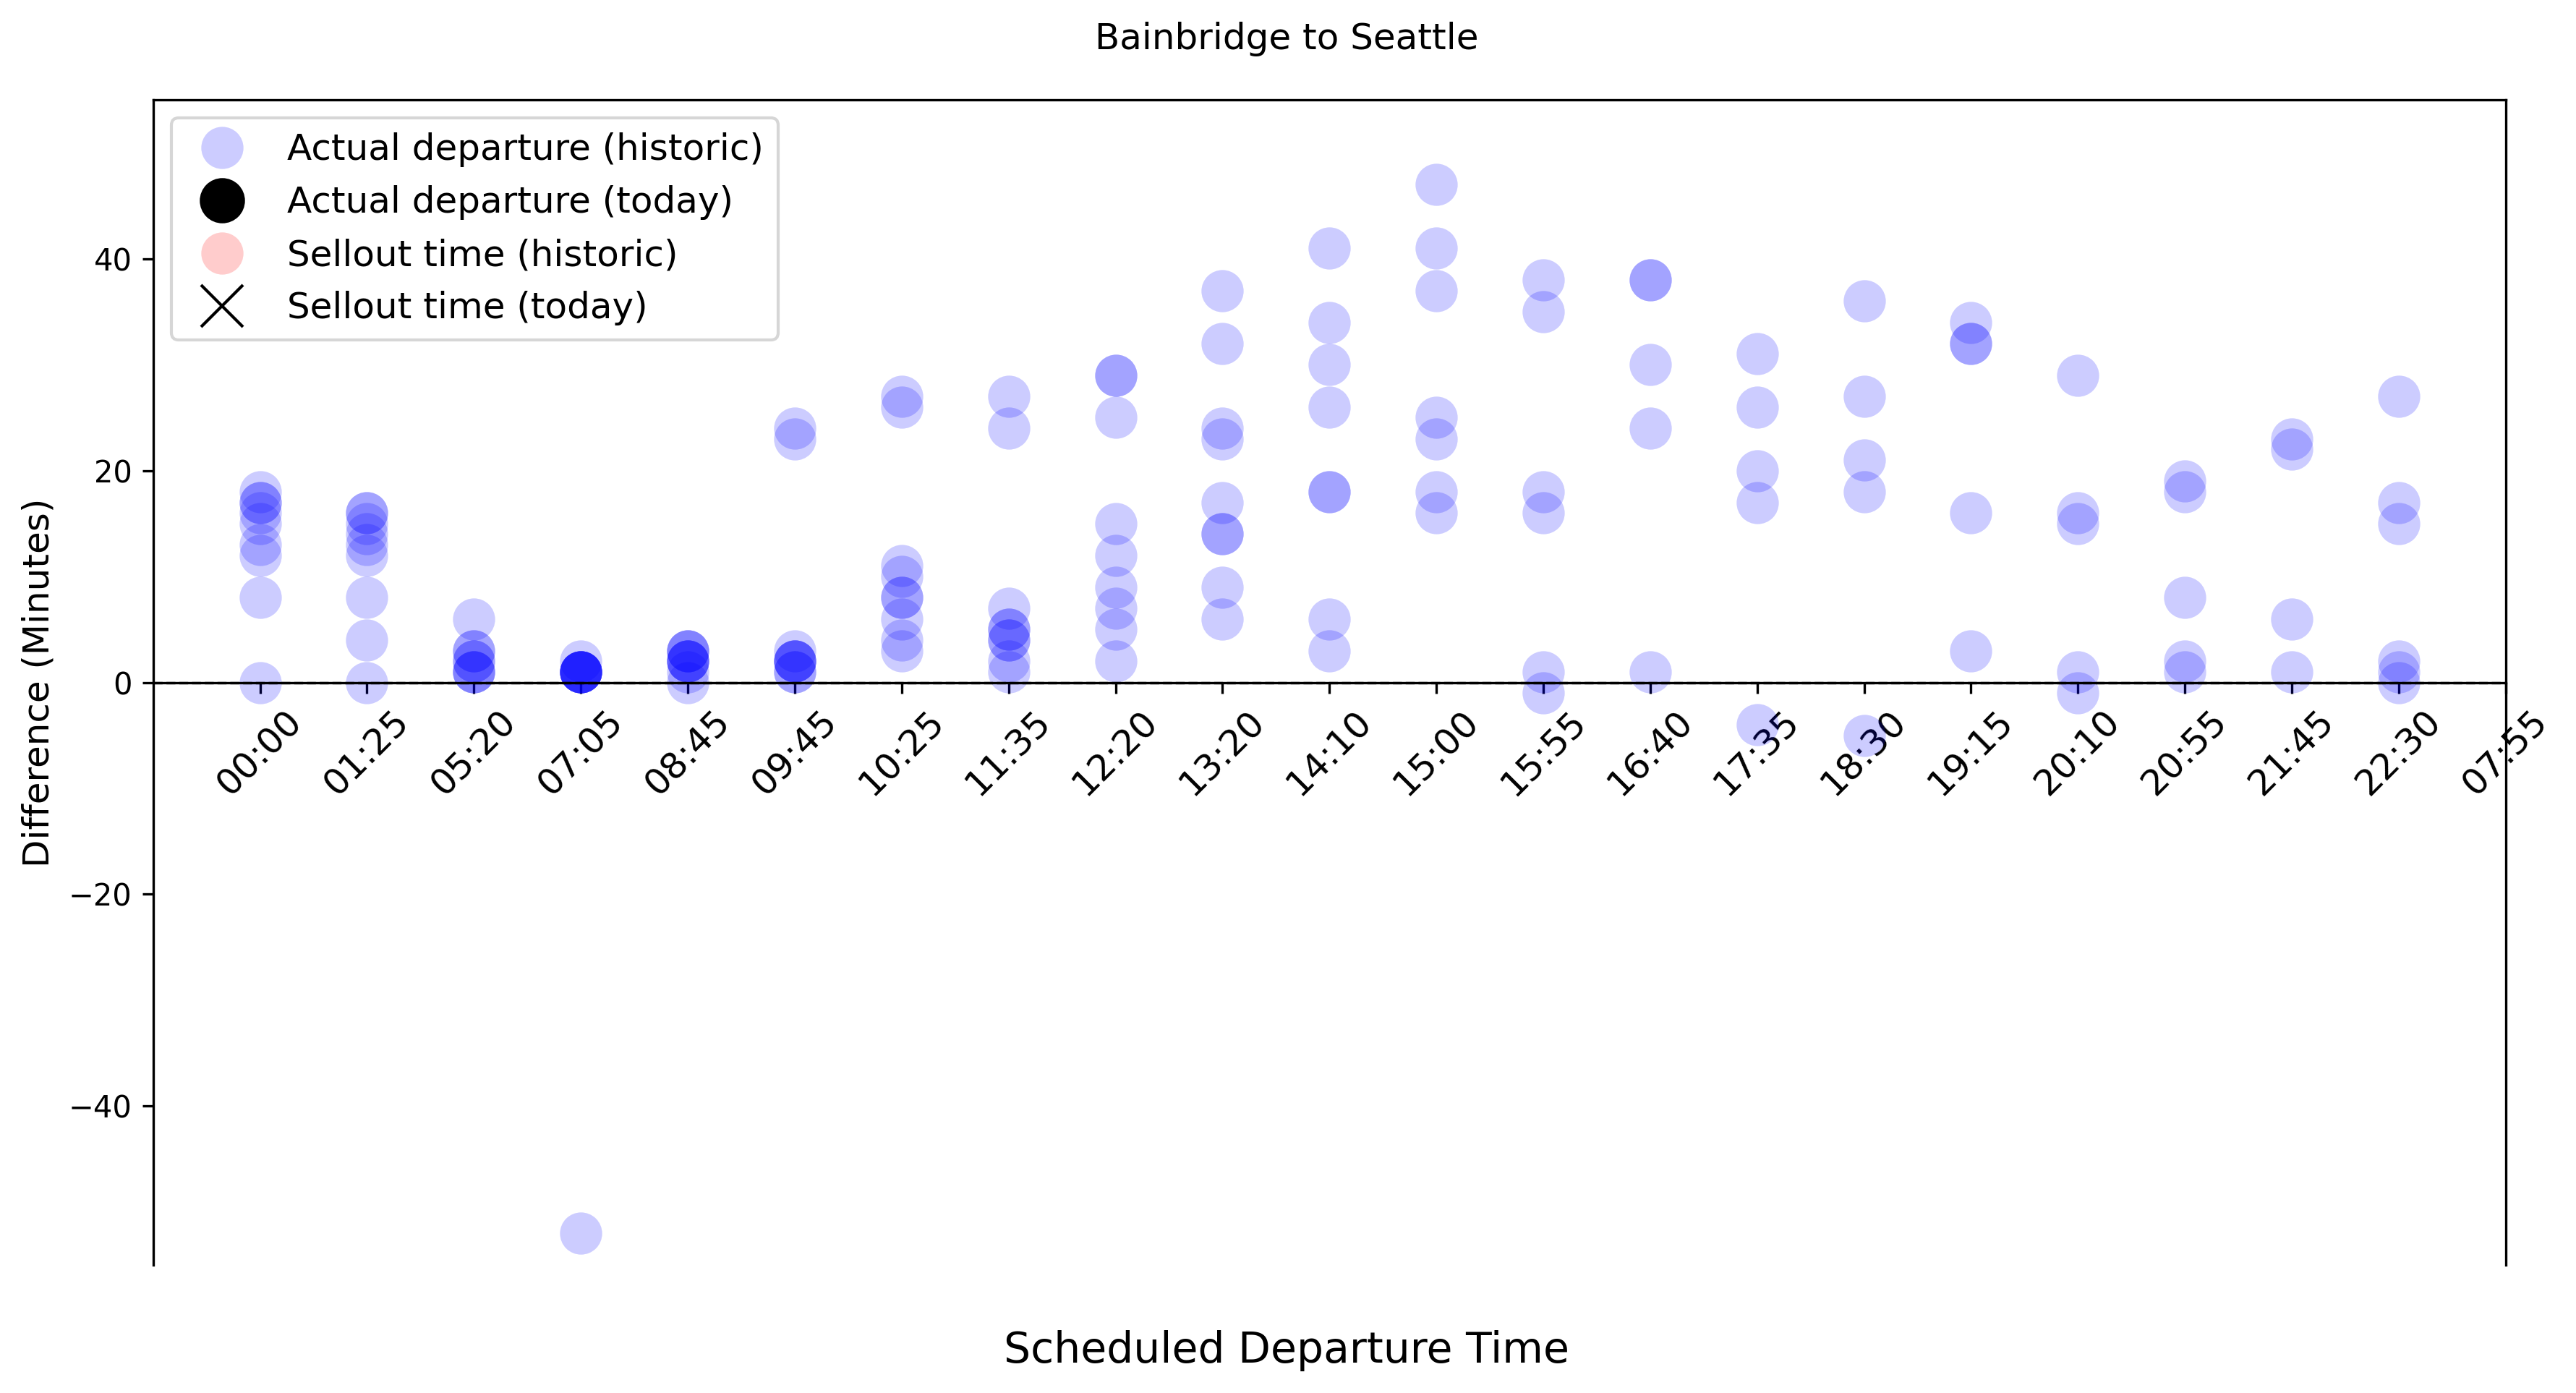 Bainbridge to Seattle
Actual departure (historic)
Actual departure (today)
Sellout time (historic)
Sellout time (today)
Difference (Minutes)
40
20
0
−20
−40
00:00 01:25 05:20 07:05 08:45 09:45 10:25 11:35 12:20 13:20 14:10 15:00 15:55 16:40 17:35 18:30 19:15 20:10 20:55 21:45 22:30 07:55
Scheduled Departure Time